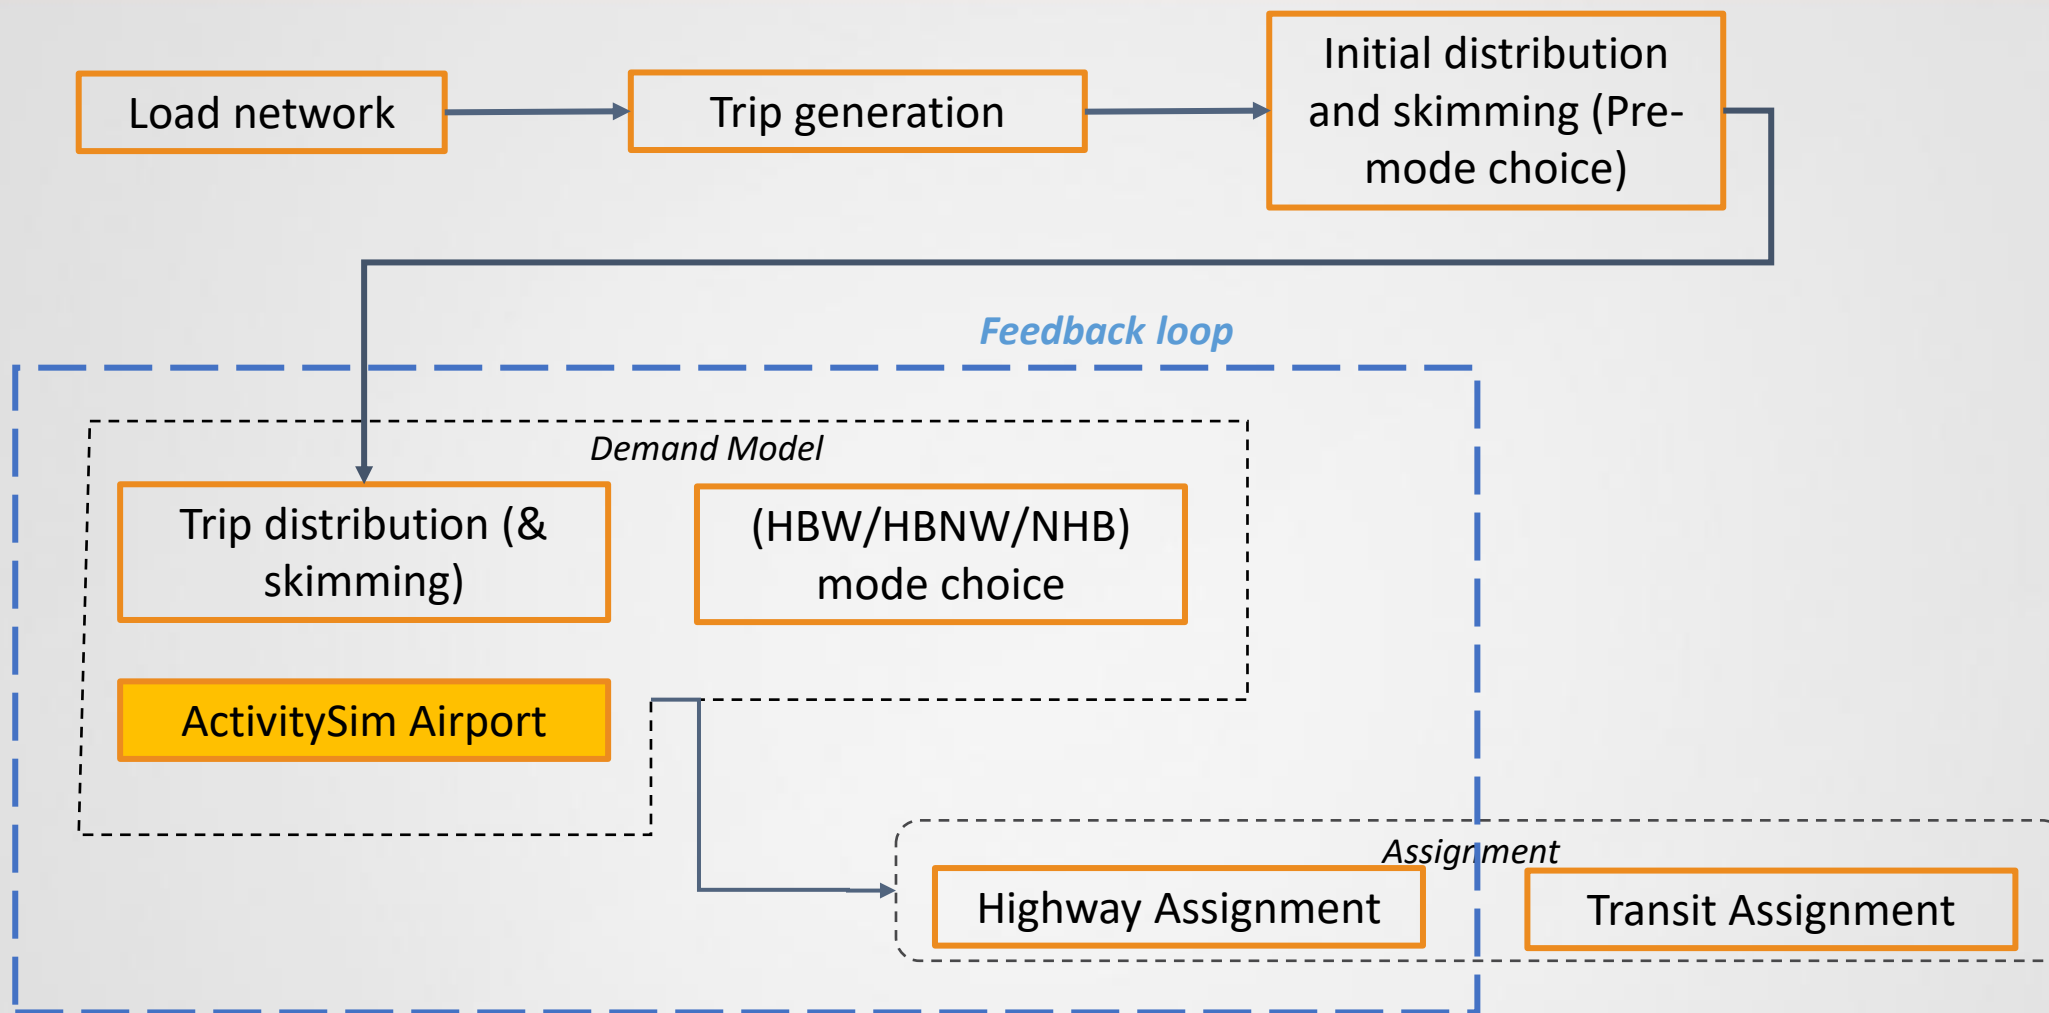 Load network
Trip generation
Initial distribution
and skimming (Pre-
mode choice)
Feedback loop
Demand Model
Trip distribution (&
skimming)
(HBW/HBNW/NHB)
mode choice
ActivitySim Airport
Assignment
Highway Assignment
Transit Assignment